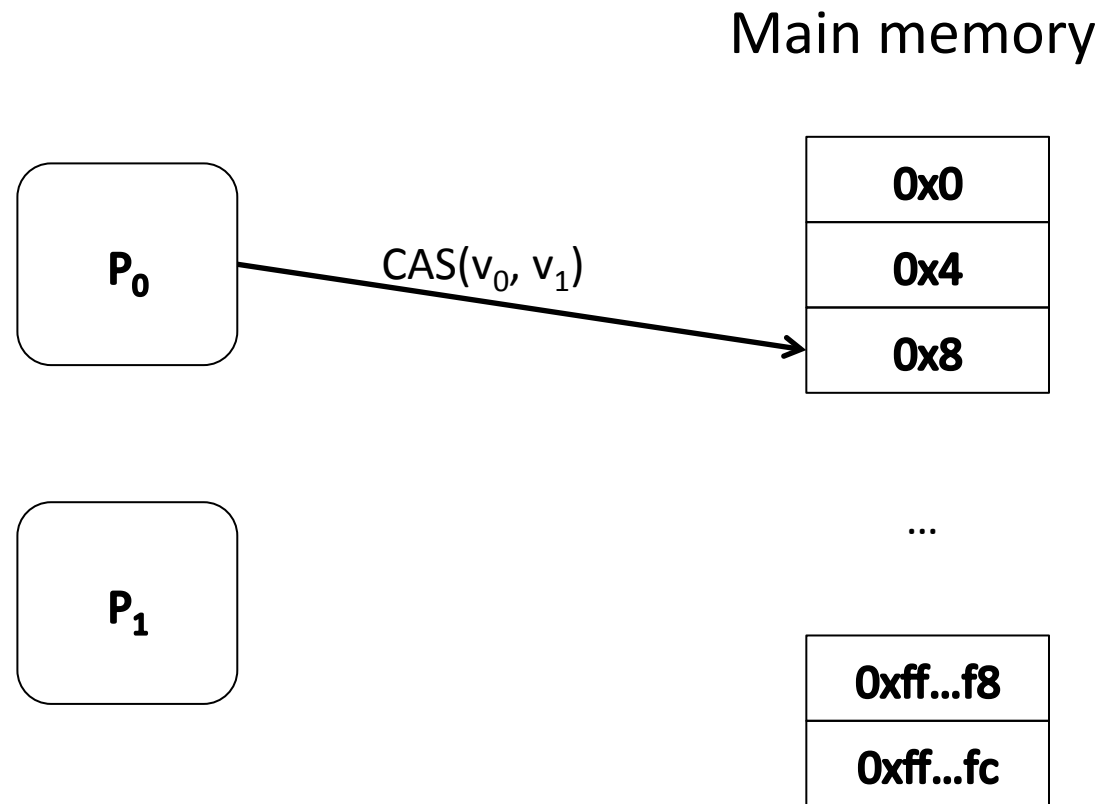 Main memory
0x0
P₀
CAS(v₀, v₁)
0x4
0x8
...
P₁
0xff...f8
0xff...fc